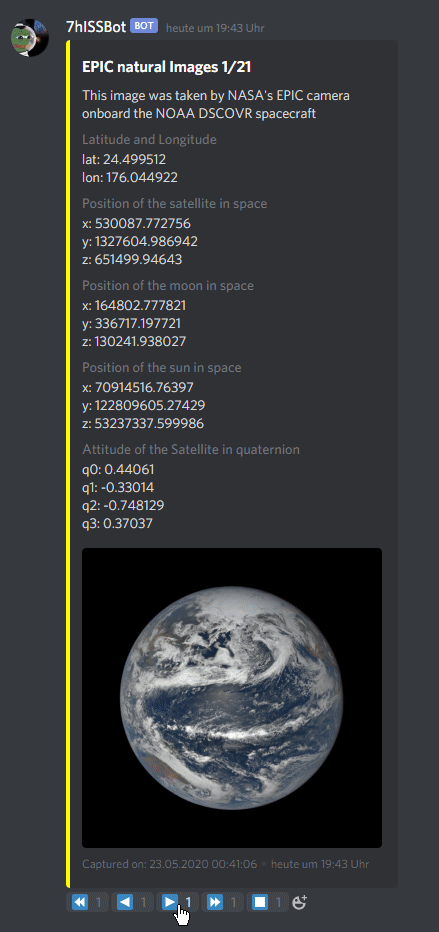 7hISSBot BOT heute um 19:43 Uhr
EPIC natural Images 1/21
This image was taken by NASA's EPIC camera
onboard the NOAA DSCOVR spacecraft
Latitude and Longitude
lat: 24.499512
lon: 176.044922
Position of the satellite in space
x: 530087.772756
y: 1327604.986942
z: 651499.94643
Position of the moon in space
x: 164802.777821
y: 336717.197721
z: 130241.938027
Position of the sun in space
x: 70914516.76397
y: 122809605.27429
z: 53237337.599986
Attitude of the Satellite in quaternion
q0: 0.44061
q1: -0.33014
q2: -0.748129
q3: 0.37037
Captured on: 23.05.2020 00:41:06 • heute um 19:43 Uhr
1 1 1 1 1